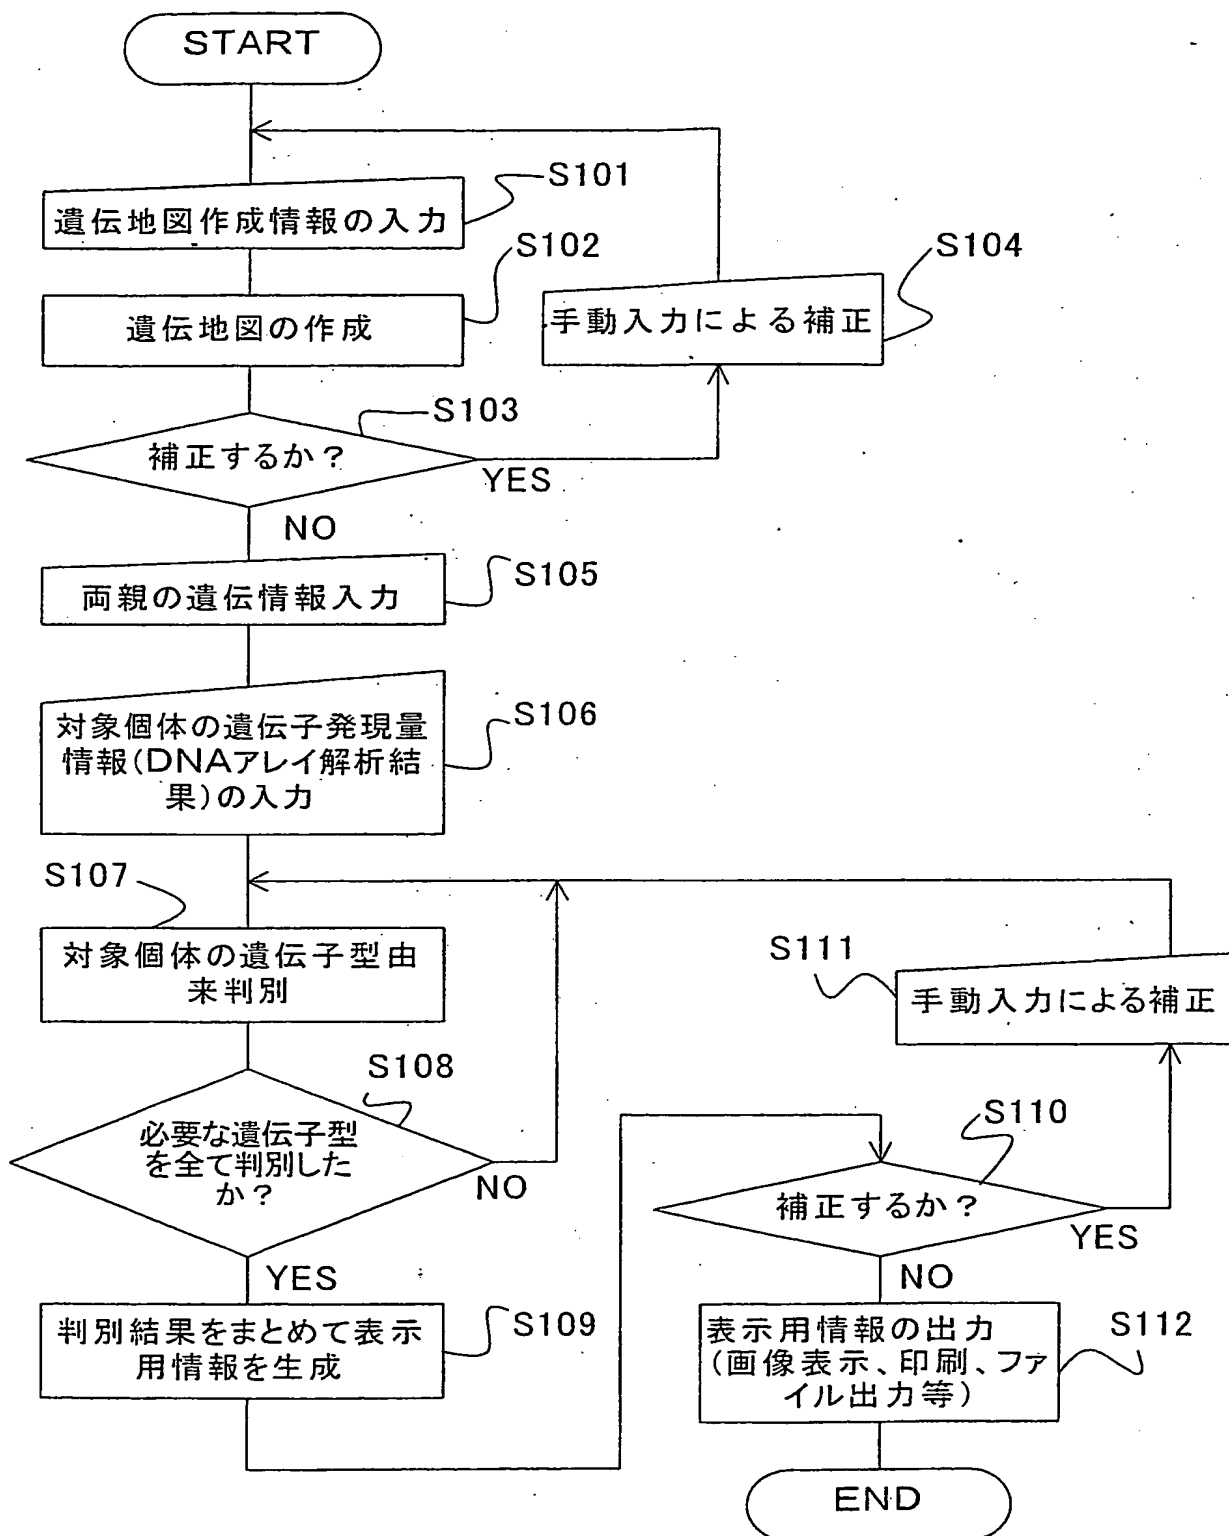 START
S101
遺伝地図作成情報の入力
S102
遺伝地図の作成
S104
手動入力による補正
S103
補正するか？
YES
NO
S105
両親の遺伝情報入力
S106
対象個体の遺伝子発現量
情報(DNAアレイ解析結
果)の入力
S107
対象個体の遺伝子型由
来判別
S108
必要な遺伝子型
を全て判別した
か？
NO
YES
S109
判別結果をまとめて表示
用情報を生成
S111
手動入力による補正
S110
補正するか？
YES
NO
S112
表示用情報の出力
(画像表示、印刷、ファ
イル出力等)
END